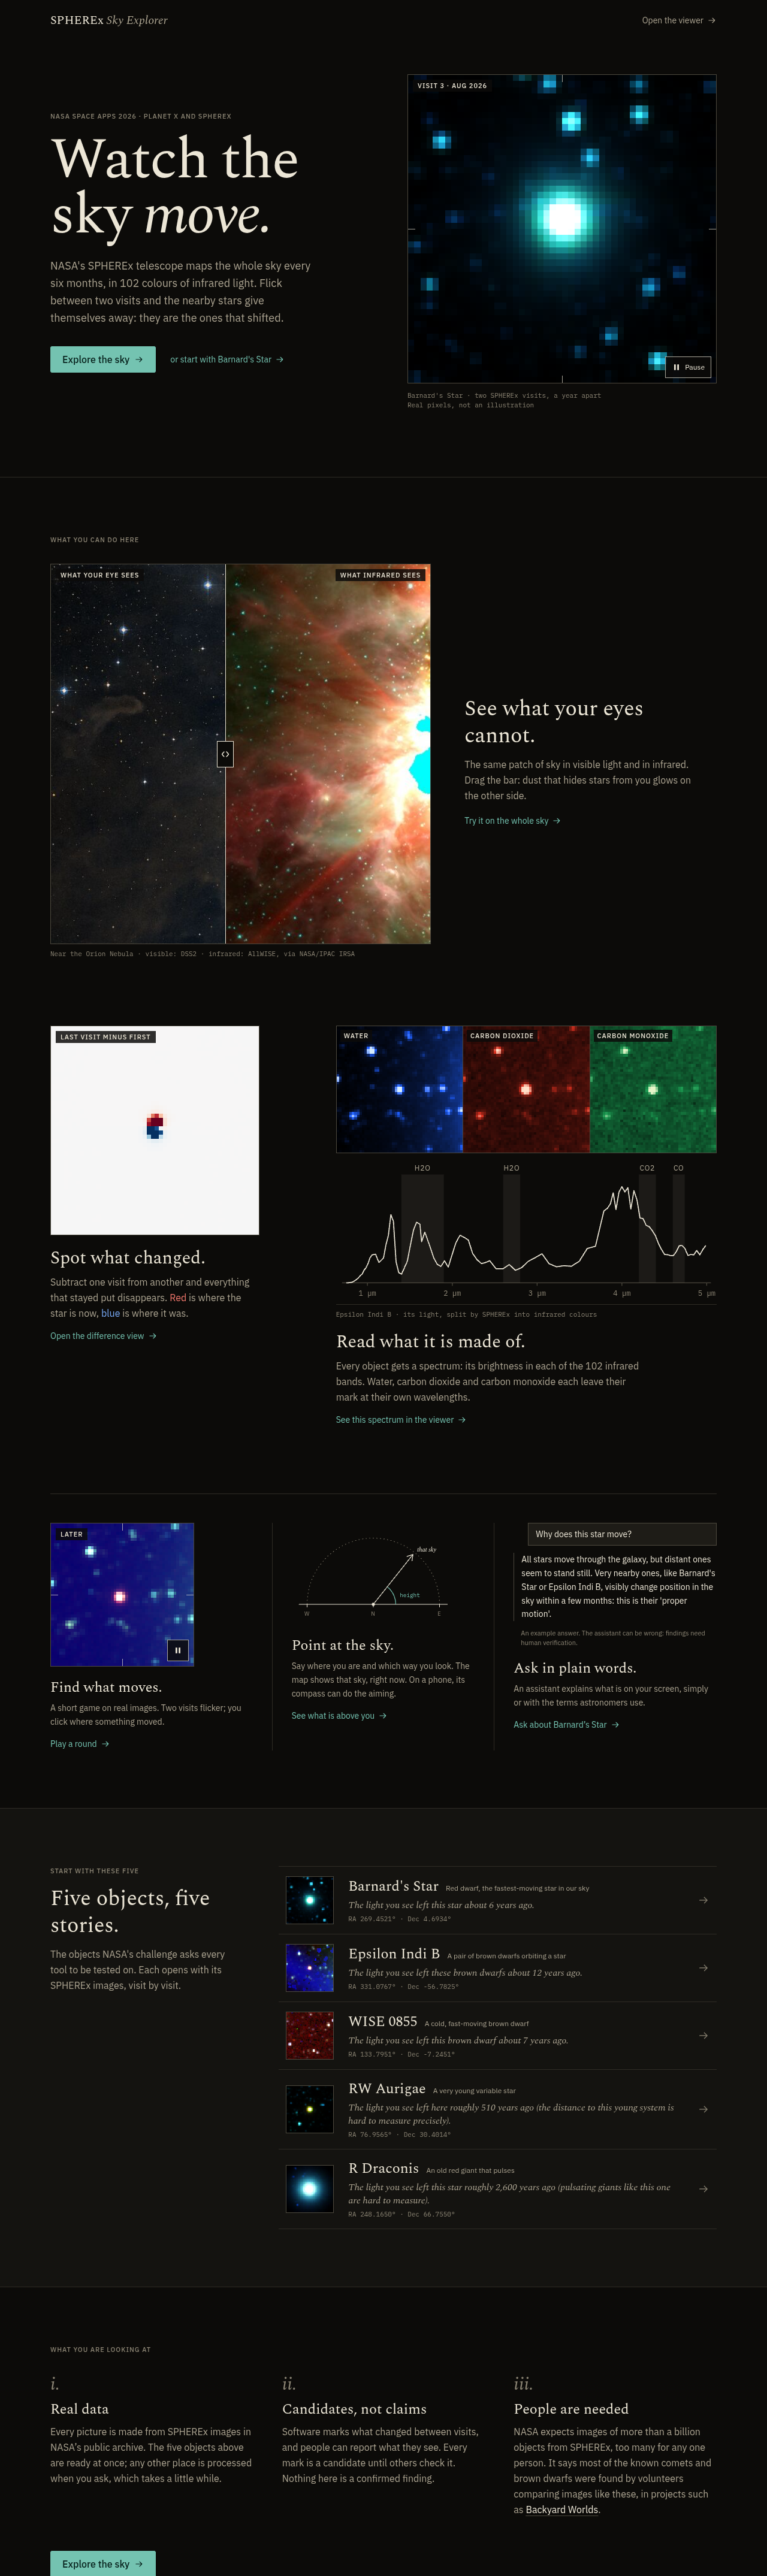 SPHEREx Sky Explorer
Open the viewer →
NASA SPACE APPS 2026 · PLANET X AND SPHEREX
Watch the
sky move.
NASA's SPHEREx telescope maps the whole sky every
six months, in 102 colours of infrared light. Flick
between two visits and the nearby stars give
themselves away: they are the ones that shifted.
Explore the sky →
or start with Barnard's Star →
VISIT 3 · AUG 2026
Pause
Barnard's Star · two SPHEREx visits, a year apart
Real pixels, not an illustration
WHAT YOU CAN DO HERE
WHAT YOUR EYE SEES
WHAT INFRARED SEES
Near the Orion Nebula · visible: DSS2 · infrared: AllWISE, via NASA/IPAC IRSA
See what your eyes
cannot.
The same patch of sky in visible light and in infrared.
Drag the bar: dust that hides stars from you glows on
the other side.
Try it on the whole sky →
LAST VISIT MINUS FIRST
Spot what changed.
Subtract one visit from another and everything
that stayed put disappears. Red is where the
star is now, blue is where it was.
Open the difference view →
WATER
CARBON DIOXIDE
CARBON MONOXIDE
H2O
H2O
CO2
CO
1 µm
2 µm
3 µm
4 µm
5 µm
Epsilon Indi B · its light, split by SPHEREx into infrared colours
Read what it is made of.
Every object gets a spectrum: its brightness in each of the 102 infrared
bands. Water, carbon dioxide and carbon monoxide each leave their
mark at their own wavelengths.
See this spectrum in the viewer →
LATER
Find what moves.
A short game on real images. Two visits flicker; you
click where something moved.
Play a round →
that sky
height
W
N
E
Point at the sky.
Say where you are and which way you look. The
map shows that sky, right now. On a phone, its
compass can do the aiming.
See what is above you →
Why does this star move?
All stars move through the galaxy, but distant ones
seem to stand still. Very nearby ones, like Barnard's
Star or Epsilon Indi B, visibly change position in the
sky within a few months: this is their 'proper
motion'.
An example answer. The assistant can be wrong: findings need
human verification.
Ask in plain words.
An assistant explains what is on your screen, simply
or with the terms astronomers use.
Ask about Barnard's Star →
START WITH THESE FIVE
Five objects, five
stories.
The objects NASA's challenge asks every
tool to be tested on. Each opens with its
SPHEREx images, visit by visit.
Barnard's Star Red dwarf, the fastest-moving star in our sky
The light you see left this star about 6 years ago.
RA 269.4521° · Dec 4.6934°
→
Epsilon Indi B A pair of brown dwarfs orbiting a star
The light you see left these brown dwarfs about 12 years ago.
RA 331.0767° · Dec −56.7825°
→
WISE 0855 A cold, fast-moving brown dwarf
The light you see left this brown dwarf about 7 years ago.
RA 133.7951° · Dec −7.2451°
→
RW Aurigae A very young variable star
The light you see left here roughly 510 years ago (the distance to this young system is
hard to measure precisely).
RA 76.9565° · Dec 30.4014°
→
R Draconis An old red giant that pulses
The light you see left this star roughly 2,600 years ago (pulsating giants like this one
are hard to measure).
RA 248.1650° · Dec 66.7550°
→
WHAT YOU ARE LOOKING AT
i.
Real data
Every picture is made from SPHEREx images in
NASA's public archive. The five objects above
are ready at once; any other place is processed
when you ask, which takes a little while.
ii.
Candidates, not claims
Software marks what changed between visits,
and people can report what they see. Every
mark is a candidate until others check it.
Nothing here is a confirmed finding.
iii.
People are needed
NASA expects images of more than a billion
objects from SPHEREx, too many for any one
person. It says most of the known comets and
brown dwarfs were found by volunteers
comparing images like these, in projects such
as Backyard Worlds.
Explore the sky →